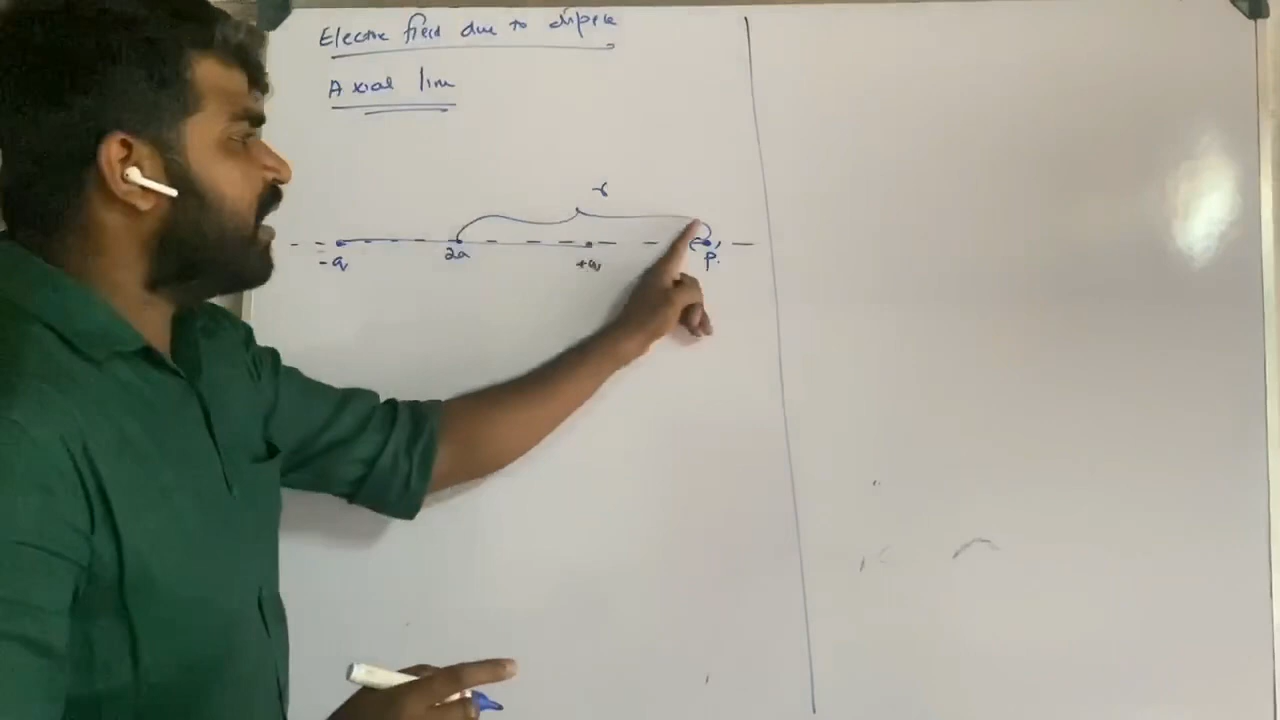 Electric field due to dipole
Axial line
r
-q 2a +q P.